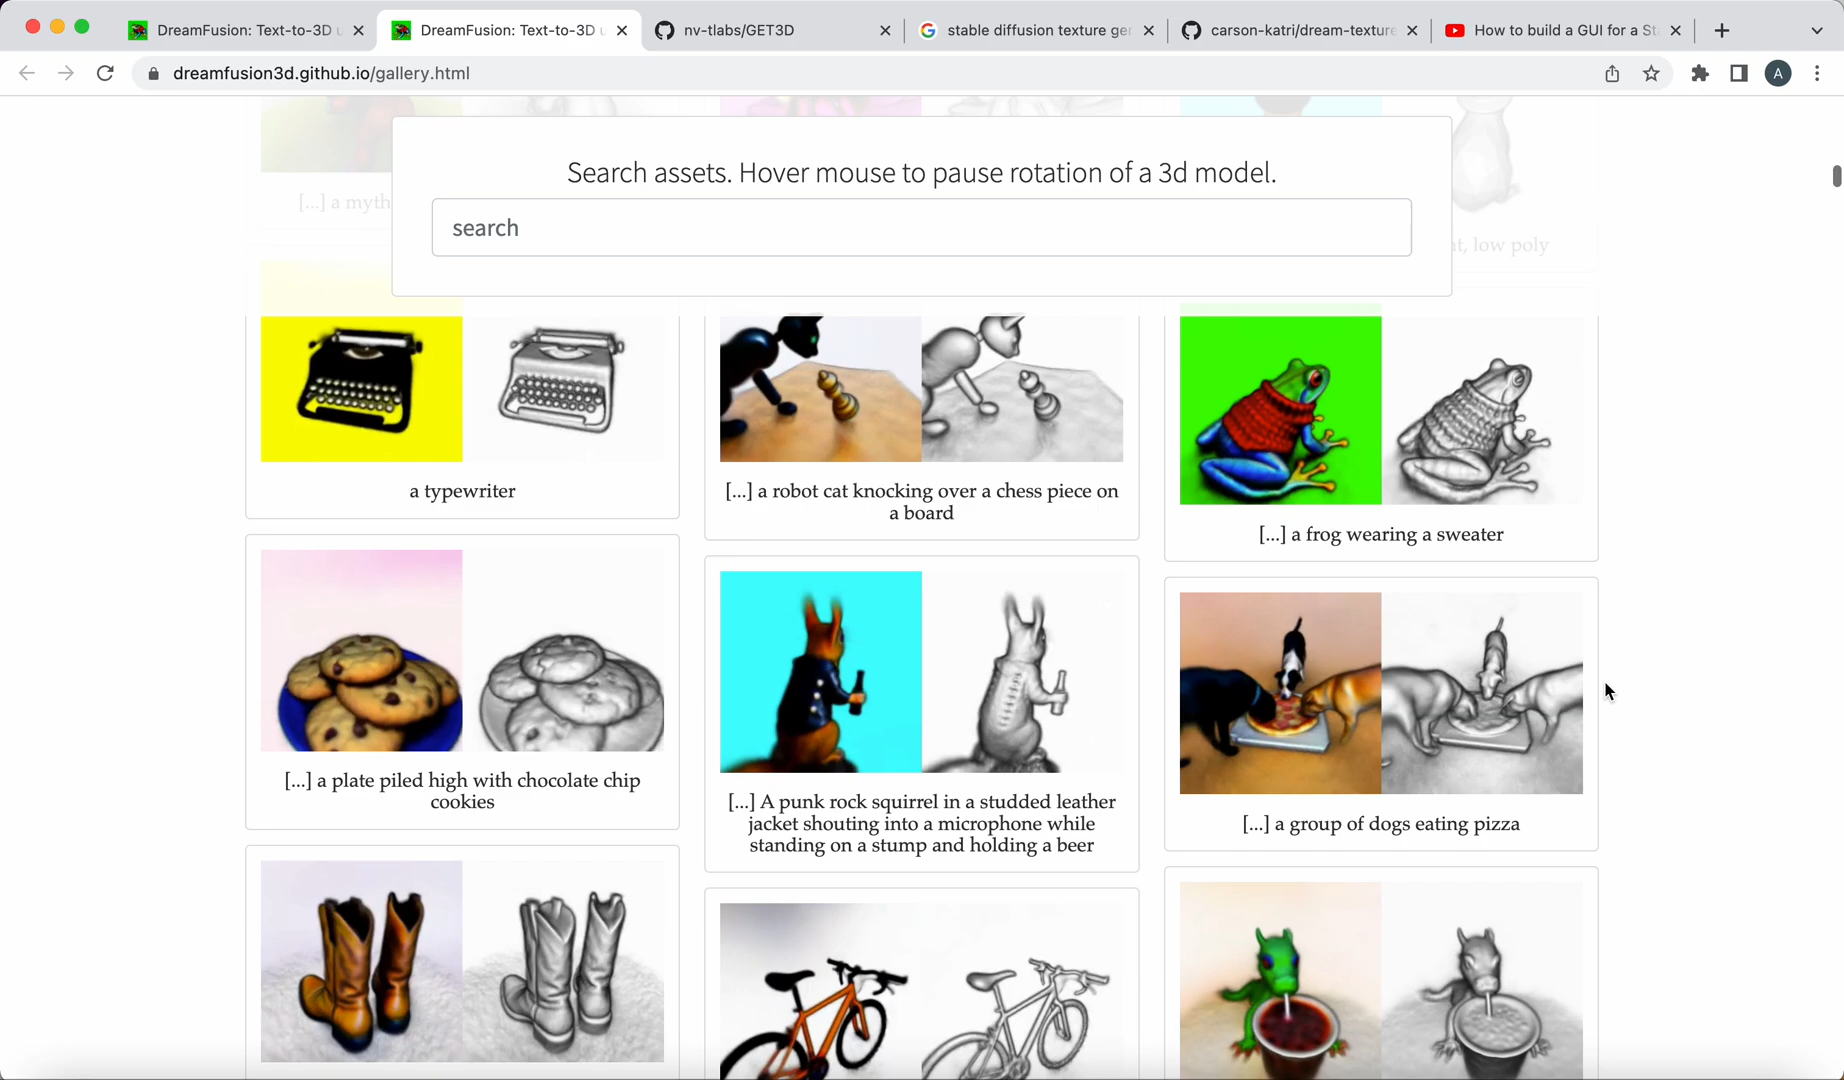 DreamFusion: Text-to-3D u
DreamFusion: Text-to-3D u
nv-tlabs/GET3D
stable diffusion texture ger
carson-katri/dream-texture
How to build a GUI for a Sta
dreamfusion3d.github.io/gallery.html
A
Search assets. Hover mouse to pause rotation of a 3d model.
search
[...] a myth
t, low poly
a typewriter
[...] a robot cat knocking over a chess piece on
a board
[...] a frog wearing a sweater
[...] a plate piled high with chocolate chip
cookies
[...] A punk rock squirrel in a studded leather
jacket shouting into a microphone while
standing on a stump and holding a beer
[...] a group of dogs eating pizza